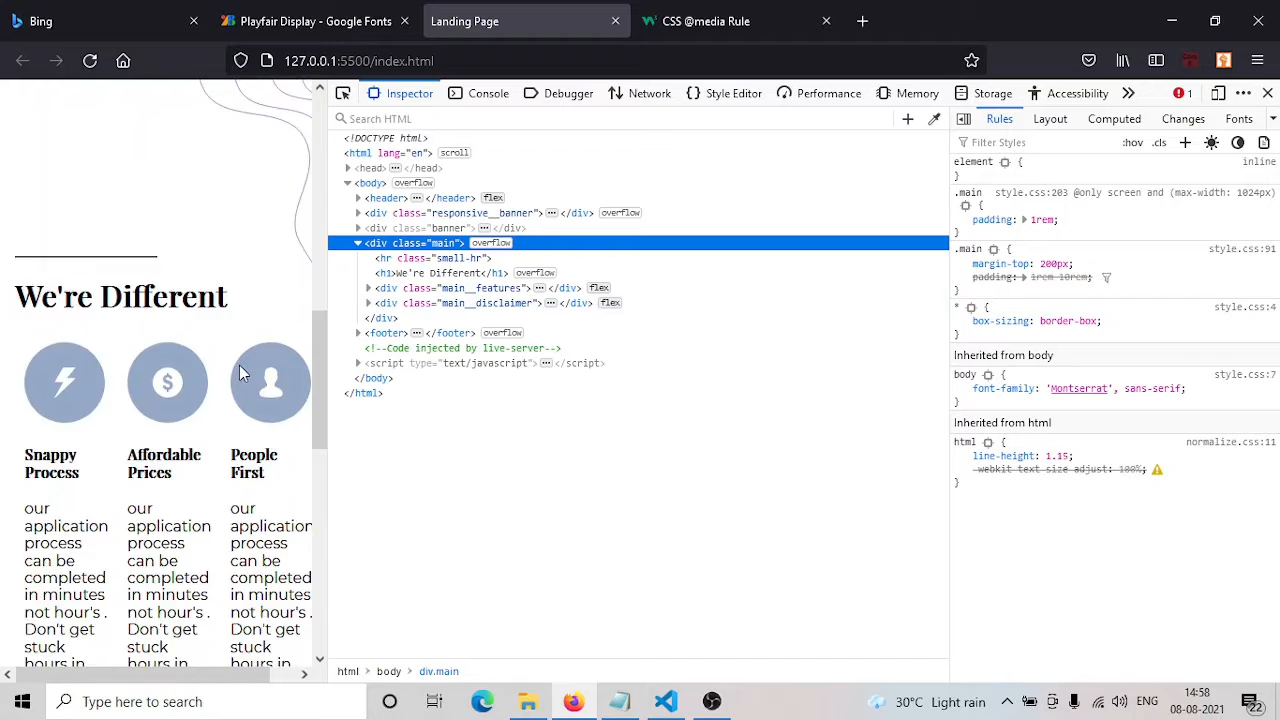 Bing
Playfair Display - Google Fonts
Landing Page
CSS @media Rule
127.0.0.1:5500/index.html
Inspector
Console
Debugger
Network
Style Editor
Performance
Memory
Storage
Accessibility
1
Search HTML
Rules
Layout
Computed
Changes
Fonts
Filter Styles
:hov
.cls
<!DOCTYPE html>
<html lang="en"> scroll
<head> </head>
<body> overflow
<header> </header> flex
<div class="responsive__banner"> </div> overflow
<div class="banner"> </div>
<div class="main"> overflow
<hr class="small-hr">
<h1>We're Different</h1> overflow
<div class="main__features"> </div> flex
<div class="main__disclaimer"> </div> flex
</div>
<footer> </footer> overflow
<!--Code injected by live-server-->
<script type="text/javascript"> </script>
</body>
</html>
element { inline
}
.main style.css:203 @only screen and (max-width: 1024px)
{
padding: 1rem;
}
.main { style.css:91
margin-top: 200px;
padding: 1rem 10rem;
}
* { style.css:4
box-sizing: border-box;
}
Inherited from body
body { style.css:7
font-family: 'Montserrat', sans-serif;
}
Inherited from html
html { normalize.css:11
line-height: 1.15;
-webkit-text-size-adjust: 100%;
}
We're Different
Snappy
Process
our
application
process
can be
completed
in minutes
not hour's .
Don't get
stuck
hours in
Affordable
Prices
our
application
process
can be
completed
in minutes
not hour's .
Don't get
stuck
hours in
People
First
our
application
process
can be
completed
in minutes
not hour's .
Don't get
stuck
hours in
html
body
div.main
Type here to search
30°C Light rain
ENG
14:58
08-08-2021
22